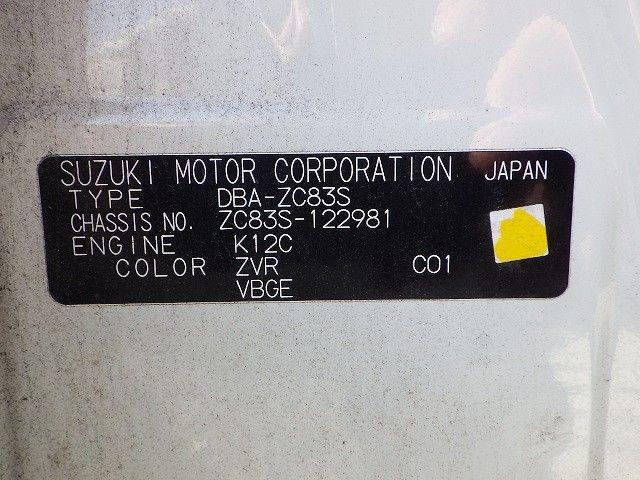 SUZUKI MOTOR CORPORATION JAPAN
TYPE DBA-ZC83S
CHASSIS NO. ZC83S-122981
ENGINE K12C
COLOR ZVR C01
VBGE